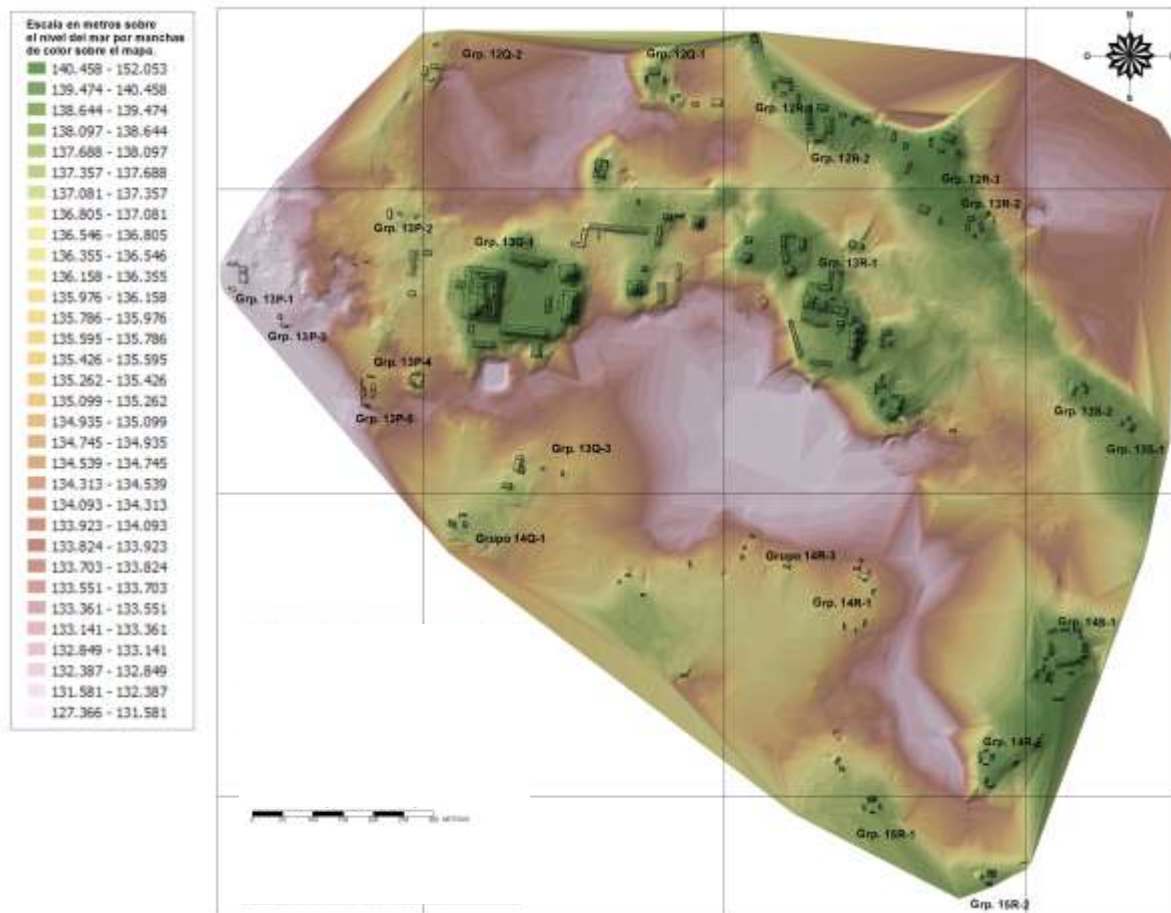 Escala en metros sobre
el nivel del mar por manchas
de color sobre el mapa.
140.458 - 152.053
139.474 - 140.458
138.644 - 139.474
138.097 - 138.644
137.688 - 138.097
137.357 - 137.688
137.081 - 137.357
136.805 - 137.081
136.546 - 136.805
136.355 - 136.546
136.158 - 136.355
135.976 - 136.158
135.786 - 135.976
135.595 - 135.786
135.426 - 135.595
135.262 - 135.426
135.099 - 135.262
134.935 - 135.099
134.745 - 134.935
134.539 - 134.745
134.313 - 134.539
134.093 - 134.313
133.923 - 134.093
133.824 - 133.923
133.703 - 133.824
133.551 - 133.703
133.361 - 133.551
133.141 - 133.361
132.849 - 133.141
132.387 - 132.849
131.581 - 132.387
127.366 - 131.581
N
Grp. 12Q-2
Grp. 12Q-1
Grp. 12R-2
Grp. 12R-3
Grp. 13R-2
Grp. 13P-2
Grp. 13Q-1
Grp. 13R-1
Grp. 13P-1
Grp. 13P-3
Grp. 13P-4
Grp. 13S-2
Grp. 13S-1
Grp. 13Q-3
Grupo 14Q-1
Grupo 14R-3
Grp. 14R-1
Grp. 14S-1
Grp. 15R-1
Grp. 15R-2
METROS